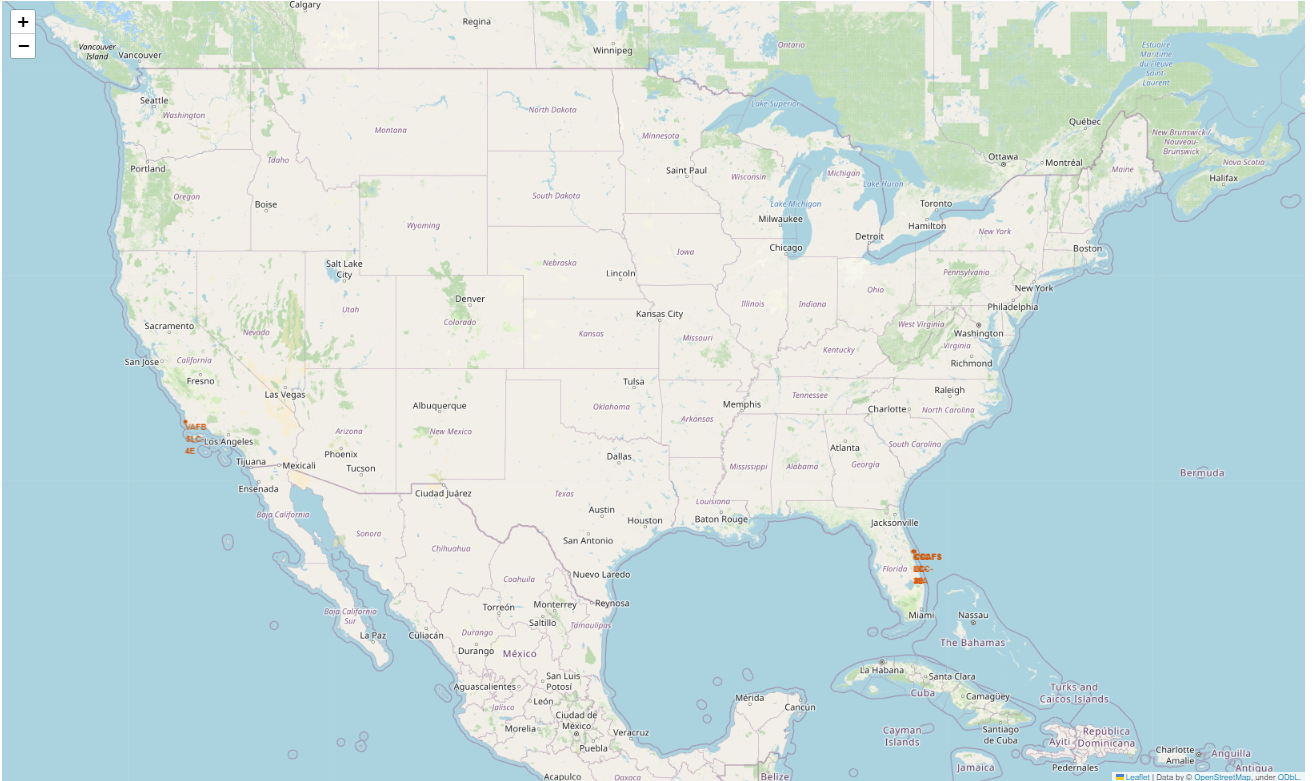 +
−
Calgary
Regina
Winnipeg
Ontario
Estuaire
Maritime
du Fleuve
Saint-
Laurent
Vancouver
Island
Vancouver
Seattle
Washington
Montana
North Dakota
Minnesota
Lake Superior
Québec
New Brunswick /
Nouveau-
Brunswick
Portland
Idaho
Saint Paul
Wisconsin
Michigan
Lake Huron
Ottawa
Montréal
Maine
Nova Scotia
Halifax
Oregon
Boise
Wyoming
South Dakota
Lake Michigan
Milwaukee
Toronto
Hamilton
New York
Chicago
Detroit
Boston
Salt Lake
City
Nebraska
Iowa
Lincoln
Pennsylvania
New York
Philadelphia
Denver
Utah
Colorado
Illinois
Indiana
Ohio
Kansas City
Sacramento
Nevada
Kansas
Missouri
West Virginia
Washington
Virginia
Kentucky
San Jose
California
Fresno
Las Vegas
Tulsa
Richmond
Raleigh
Tennessee
Albuquerque
Oklahoma
Memphis
Charlotte
North Carolina
Arkansas
VAFB
SLC-
4E
Los Angeles
Arizona
New Mexico
South Carolina
Atlanta
Phoenix
Tucson
Dallas
Mississippi
Alabama
Georgia
Tijuana
Mexicali
Bermuda
Ensenada
Ciudad Juárez
Texas
Louisiana
Baja California
Austin
Houston
Baton Rouge
Jacksonville
Sonora
Chihuahua
San Antonio
Florida
Coahuila
Nuevo Laredo
Baja California
Sur
Torreón
Monterrey
Reynosa
Saltillo
Tamaulipas
Miami
Nassau
La Paz
Culiacán
Durango
Durango
México
The Bahamas
La Habana
Santa Clara
Aguascalientes
San Luis
Potosí
Cuba
Camagüey
Turks and
Caicos Islands
Jalisco
León
Mérida
Cancún
Morelia
Ciudad de
México
Veracruz
Puebla
Cayman
Islands
Santiago
de Cuba
Ayiti
República
Dominicana
Charlotte
Amalie
Anguilla
Antigua
Acapulco
Oaxaca
Belize
Jamaica
Pedernales
Leaflet | Data by © OpenStreetMap, under ODbL.